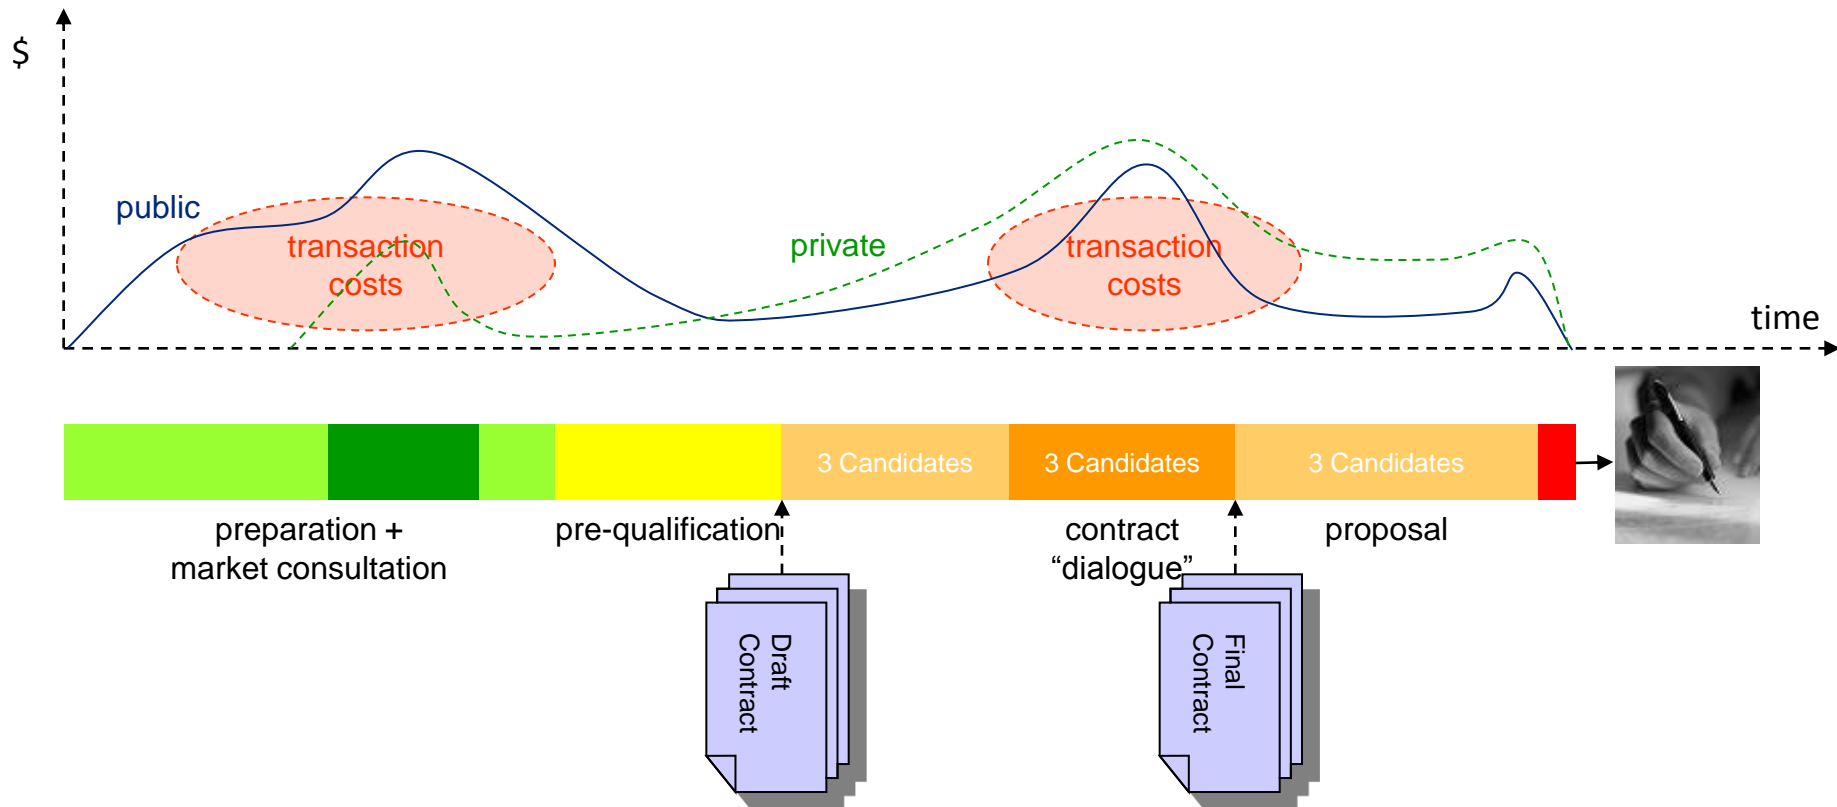 $
public
transaction
costs
private
transaction
costs
time
3 Candidates
3 Candidates
3 Candidates
preparation +
market consultation
pre-qualification
contract
“dialogue”
proposal
Draft
Contract
Final
Contract